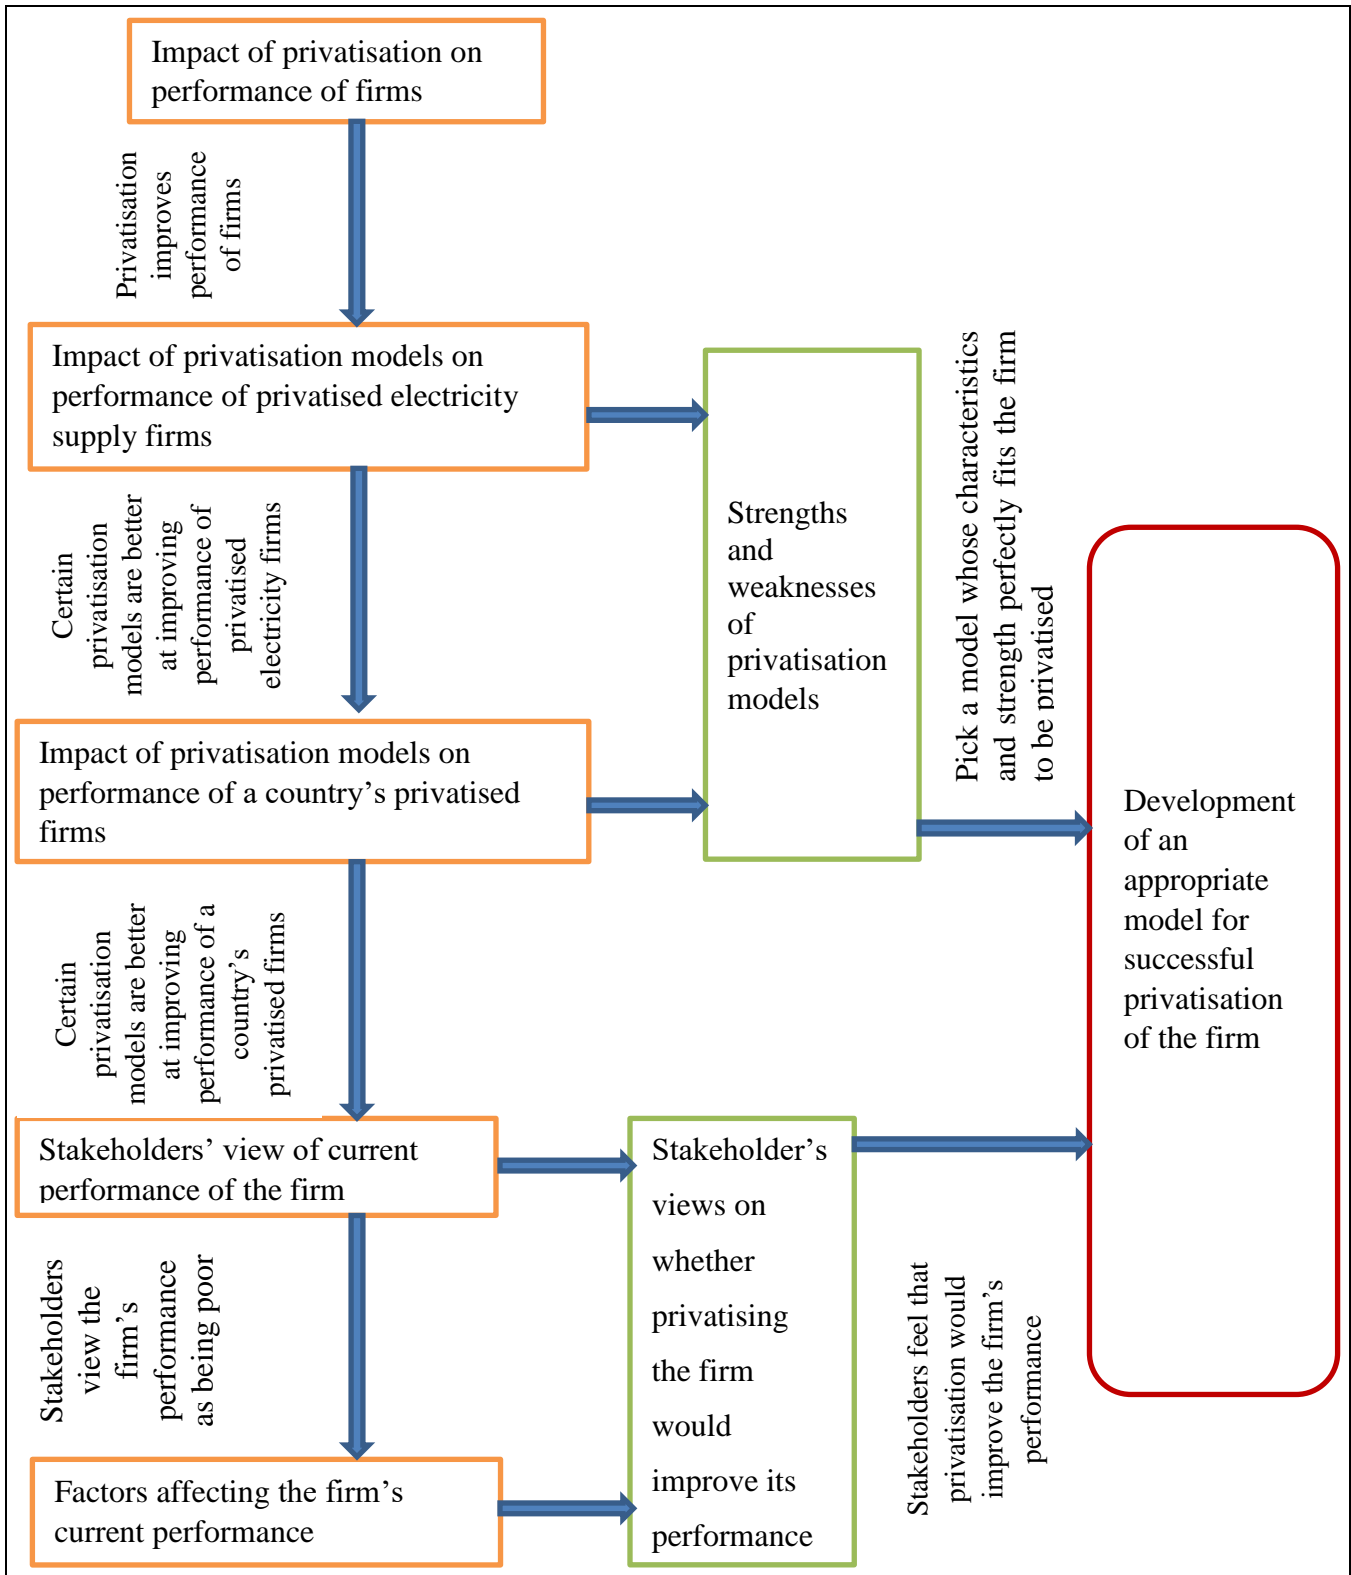 Impact of privatisation on
performance of firms
Privatisation
improves
performance
of firms
Impact of privatisation models on
performance of privatised electricity
supply firms
Certain
privatisation
models are better
at improving
performance of
privatised
electricity firms
Strengths
and
weaknesses
of
privatisation
models
Pick a model whose characteristics
and strength perfectly fits the firm
to be privatised
Impact of privatisation models on
performance of a country’s privatised
firms
Certain
privatisation
models are better
at improving
performance of a
country’s
privatised firms
Development
of an
appropriate
model for
successful
privatisation
of the firm
Stakeholders’ view of current
performance of the firm
Stakeholders
view the
firm’s
performance
as being poor
Factors affecting the firm’s
current performance
Stakeholder’s
views on
whether
privatising
the firm
would
improve its
performance
Stakeholders feel that
privatisation would
improve the firm’s
performance